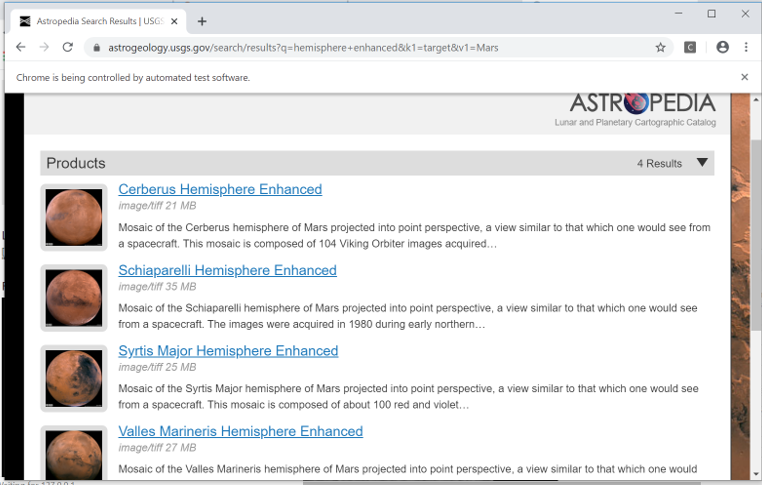 Astropedia Search Results | USGS
astrogeology.usgs.gov/search/results?q=hemisphere+enhanced&k1=target&v1=Mars
Chrome is being controlled by automated test software.
ASTROPEDIA
Lunar and Planetary Cartographic Catalog
Products
4 Results
Cerberus Hemisphere Enhanced
image/tiff 21 MB
Mosaic of the Cerberus hemisphere of Mars projected into point perspective, a view similar to that which one would see from
a spacecraft. This mosaic is composed of 104 Viking Orbiter images acquired…
Schiaparelli Hemisphere Enhanced
image/tiff 35 MB
Mosaic of the Schiaparelli hemisphere of Mars projected into point perspective, a view similar to that which one would see
from a spacecraft. The images were acquired in 1980 during early northern…
Syrtis Major Hemisphere Enhanced
image/tiff 25 MB
Mosaic of the Syrtis Major hemisphere of Mars projected into point perspective, a view similar to that which one would see
from a spacecraft. This mosaic is composed of about 100 red and violet…
Valles Marineris Hemisphere Enhanced
image/tiff 27 MB
Mosaic of the Valles Marineris hemisphere of Mars projected into point perspective, a view similar to that which one would